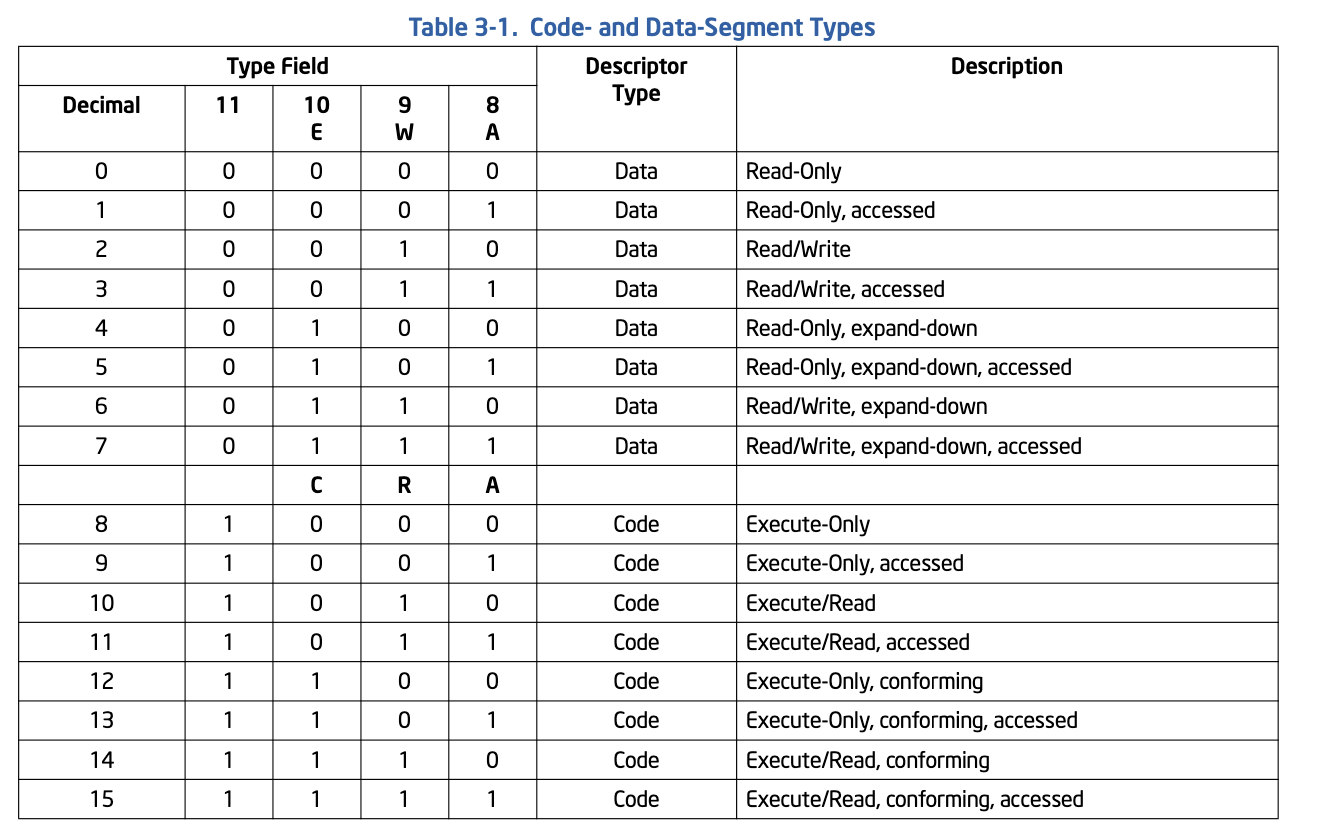 Table 3-1. Code- and Data-Segment Types
Type Field Descriptor Type Description
Decimal 11 10 E 9 W 8 A
0 0 0 0 0 Data Read-Only
1 0 0 0 1 Data Read-Only, accessed
2 0 0 1 0 Data Read/Write
3 0 0 1 1 Data Read/Write, accessed
4 0 1 0 0 Data Read-Only, expand-down
5 0 1 0 1 Data Read-Only, expand-down, accessed
6 0 1 1 0 Data Read/Write, expand-down
7 0 1 1 1 Data Read/Write, expand-down, accessed
C R A
8 1 0 0 0 Code Execute-Only
9 1 0 0 1 Code Execute-Only, accessed
10 1 0 1 0 Code Execute/Read
11 1 0 1 1 Code Execute/Read, accessed
12 1 1 0 0 Code Execute-Only, conforming
13 1 1 0 1 Code Execute-Only, conforming, accessed
14 1 1 1 0 Code Execute/Read, conforming
15 1 1 1 1 Code Execute/Read, conforming, accessed